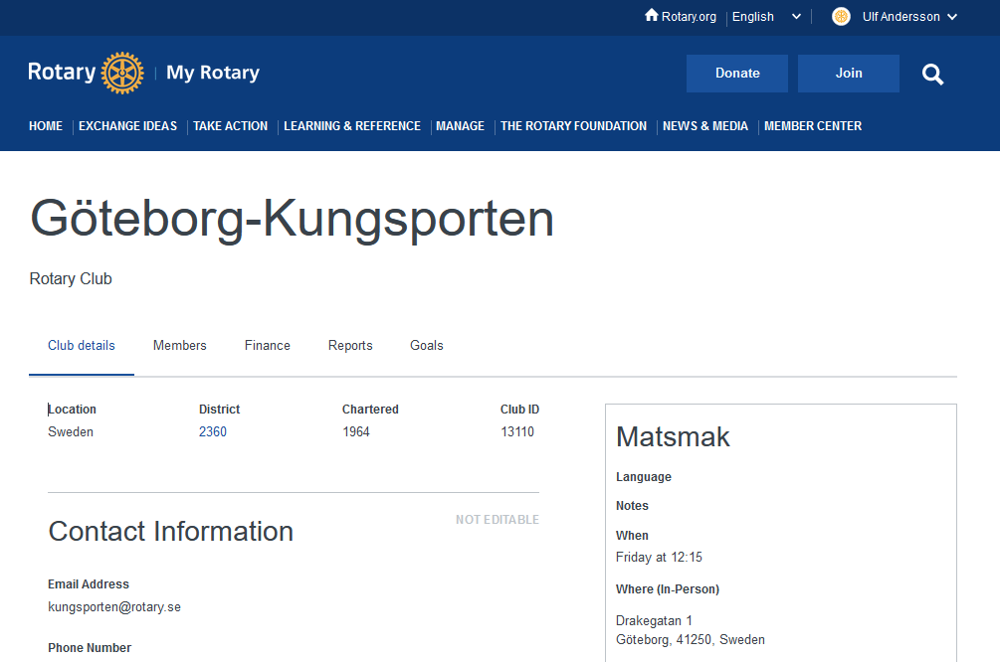 Rotary.org English Ulf Andersson
Rotary My Rotary
Donate Join
HOME EXCHANGE IDEAS TAKE ACTION LEARNING & REFERENCE MANAGE THE ROTARY FOUNDATION NEWS & MEDIA MEMBER CENTER
Göteborg-Kungsporten
Rotary Club
Club details Members Finance Reports Goals
Location District Chartered Club ID
Sweden 2360 1964 13110
NOT EDITABLE
Contact Information
Email Address
kungsporten@rotary.se
Phone Number
Matsmak
Language
Notes
When
Friday at 12:15
Where (In-Person)
Drakegatan 1
Göteborg, 41250, Sweden